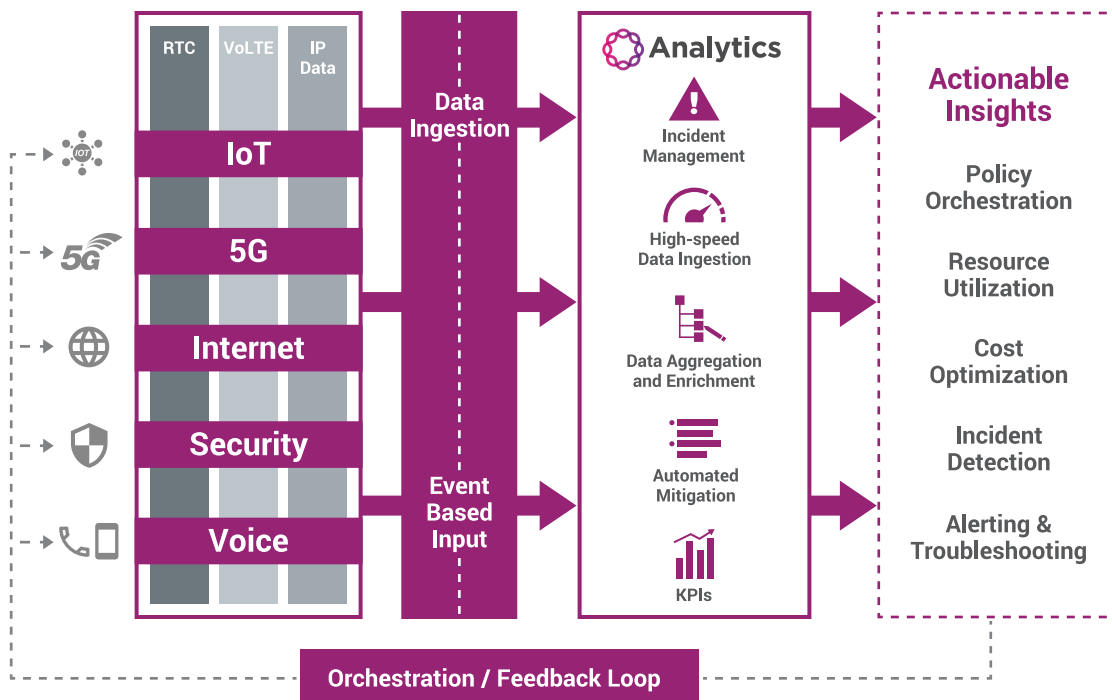 RTC
VoLTE
IP
Data
IoT
5G
Internet
Security
Voice
IOT
5G
Data
Ingestion
Event
Based
Input
Analytics
Incident
Management
High-speed
Data Ingestion
Data Aggregation
and Enrichment
Automated
Mitigation
KPIs
Actionable
Insights
Policy
Orchestration
Resource
Utilization
Cost
Optimization
Incident
Detection
Alerting &
Troubleshooting
Orchestration / Feedback Loop